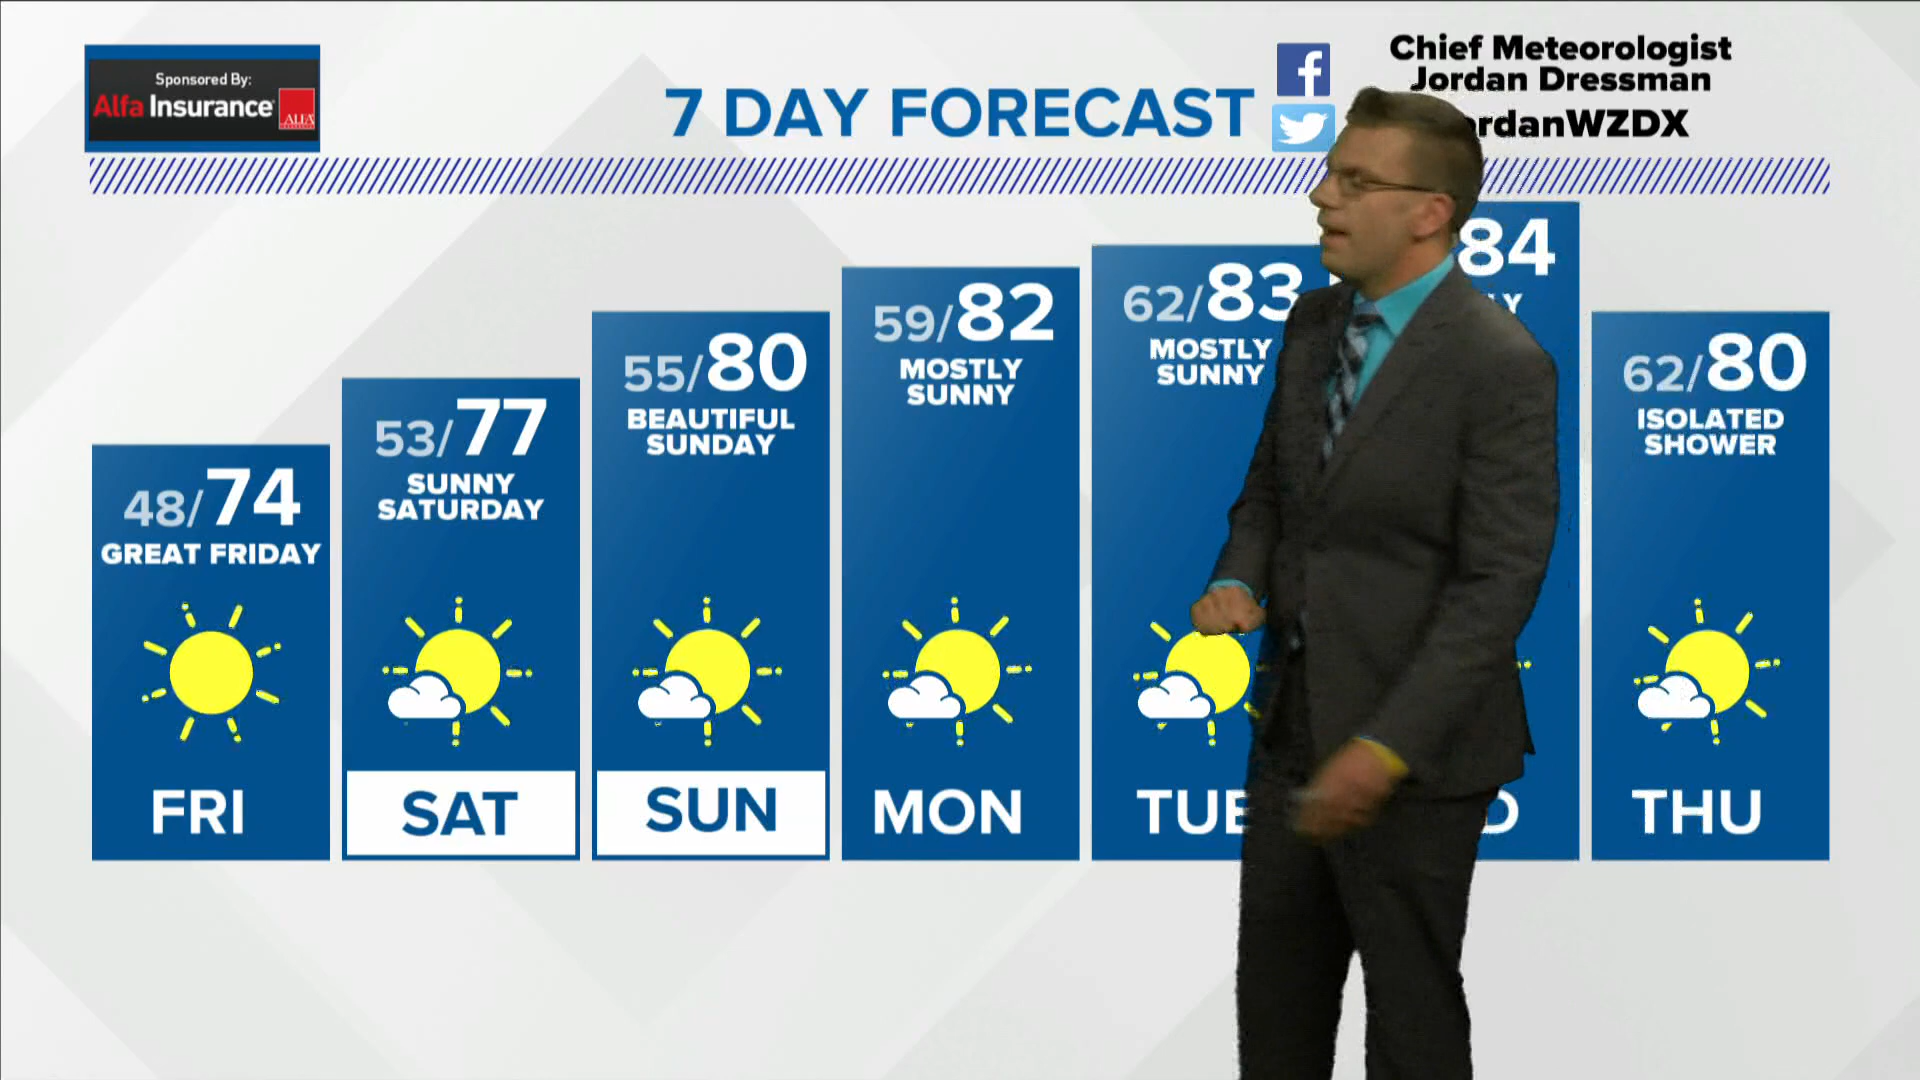 Sponsored By:
Alfa Insurance
ALFA
7 DAY FORECAST
Chief Meteorologist
Jordan Dressman
ordanWZDX
48/74
GREAT FRIDAY
FRI
53/77
SUNNY
SATURDAY
SAT
55/80
BEAUTIFUL
SUNDAY
SUN
59/82
MOSTLY
SUNNY
MON
62/83
MOSTLY
SUNNY
TUE
84
LY
D
62/80
ISOLATED
SHOWER
THU